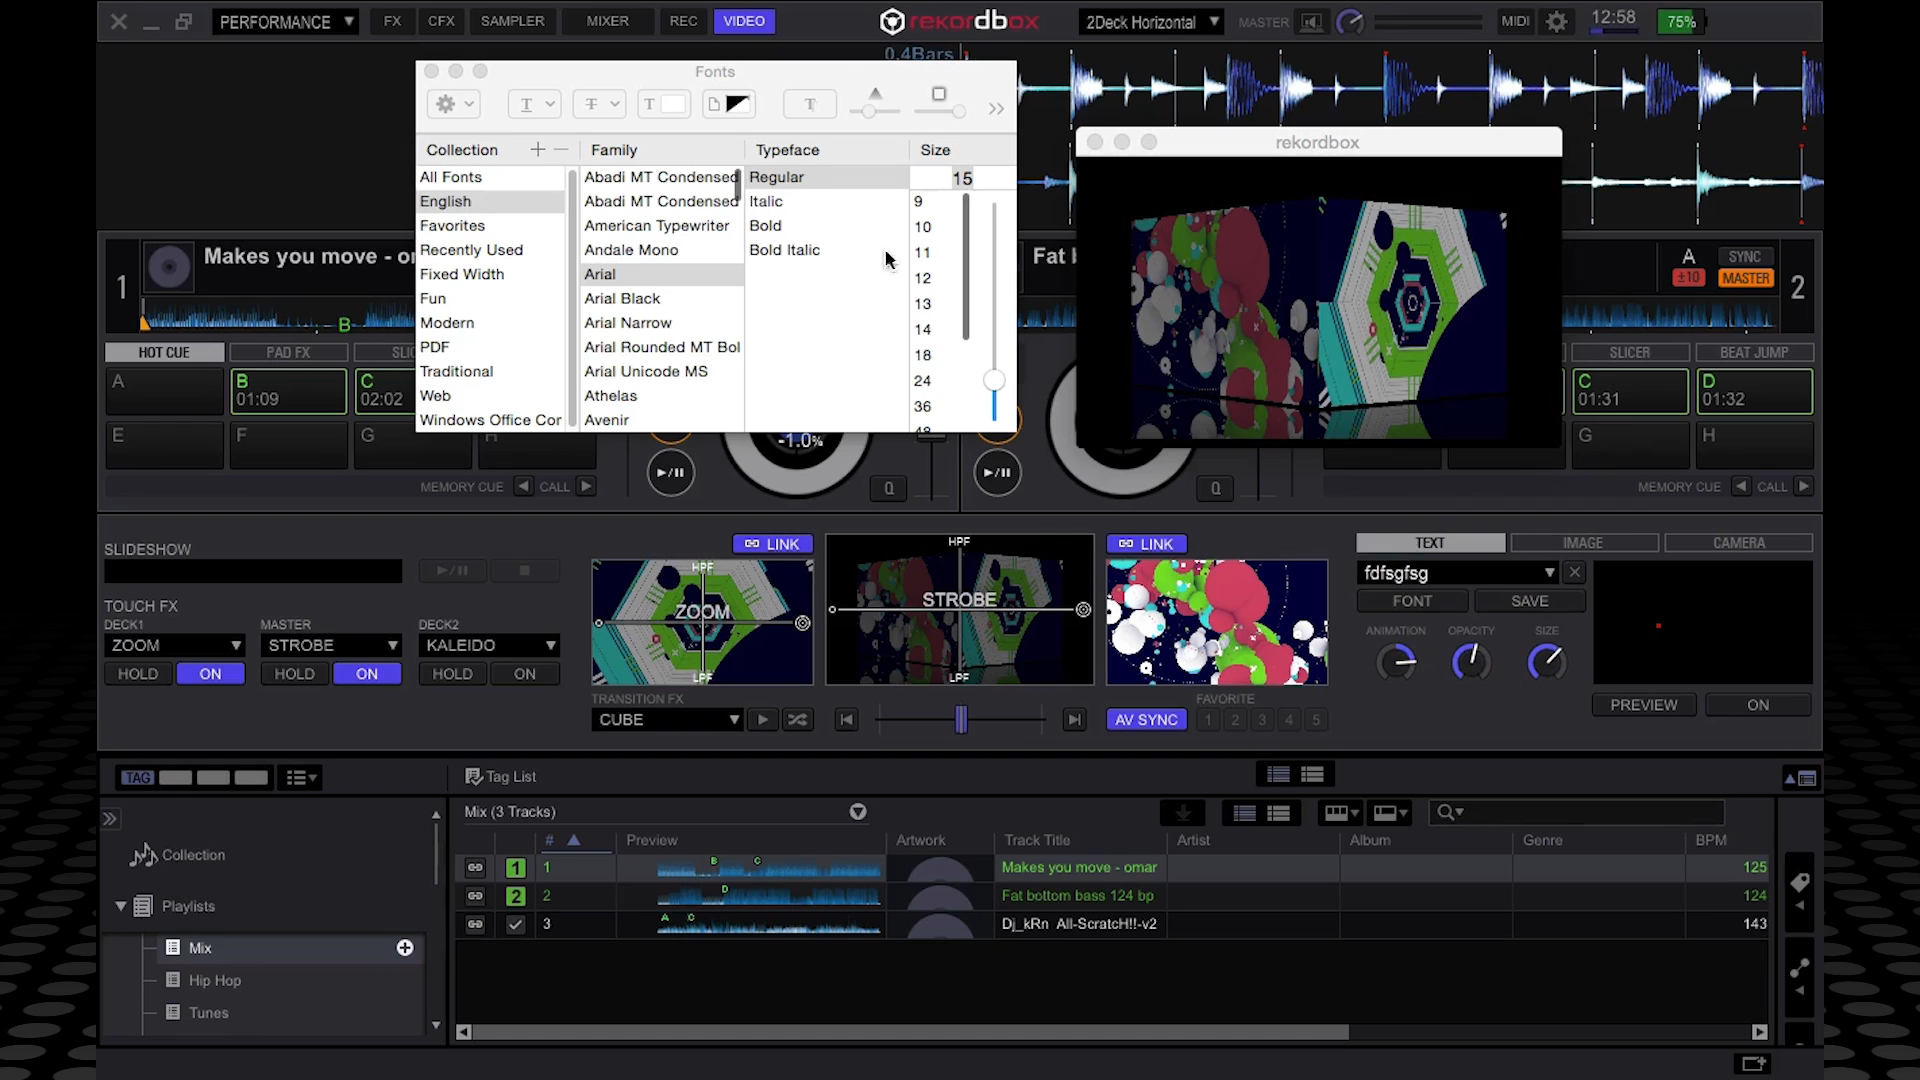 PERFORMANCE FX CFX SAMPLER MIXER REC VIDEO rekordbox 2Deck Horizontal MASTER MIDI 12:58 75%
0.4Bars
Fonts
T T T T
Collection Family Typeface Size
All Fonts
English
Favorites
Recently Used
Fixed Width
Fun
Modern
PDF
Traditional
Web
Windows Office Cor
Abadi MT Condensed
Abadi MT Condensed
American Typewriter
Andale Mono
Arial
Arial Black
Arial Narrow
Arial Rounded MT Bol
Arial Unicode MS
Athelas
Avenir
Regular
Italic
Bold
Bold Italic
15
9
10
11
12
13
14
18
24
36
48
rekordbox
1 Makes you move - or
B
HOT CUE PAD FX SLIC
A B 01:09 C 02:02
E F G H
MEMORY CUE CALL
-1.0%
Q
Fat
A SYNC
±10 MASTER
2
SLICER BEAT JUMP
C 01:31 D 01:32
G H
Q
MEMORY CUE CALL
SLIDESHOW
TOUCH FX
DECK1 MASTER DECK2
ZOOM STROBE KALEIDO
HOLD ON HOLD ON HOLD ON
LINK
HPF
ZOOM
LPF
HPF
STROBE
LPF
LINK
TRANSITION FX
CUBE
AV SYNC
FAVORITE
1 2 3 4 5
TEXT IMAGE CAMERA
fdfsgfsg
FONT SAVE
ANIMATION OPACITY SIZE
PREVIEW ON
TAG
Tag List
Collection
Playlists
Mix
Hip Hop
Tunes
Mix (3 Tracks)
# Preview Artwork Track Title Artist Album Genre BPM
1 1 B C Makes you move - omar 125
2 2 D Fat bottom bass 124 bp 124
3 A C Dj_kRn All-ScratcH!!-v2 143